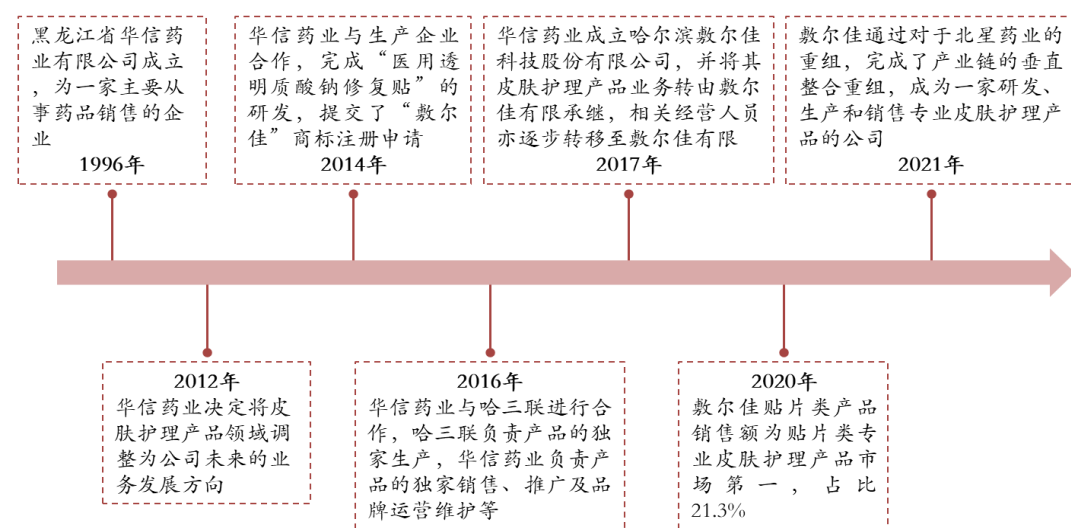 黑龙江省华信药
业有限公司成立
，为一家主要从
事药品销售的企
业
1996年
华信药业与生产企业
合作，完成“医用透
明质酸钠修复贴”的
研发，提交了“敷尔
佳”商标注册申请
2014年
华信药业成立哈尔滨敷尔佳
科技股份有限公司，并将其
皮肤护理产品业务转由敷尔
佳有限承继，相关经营人员
亦逐步转移至敷尔佳有限
2017年
敷尔佳通过对于北星药业的
重组，完成了产业链的垂直
整合重组，成为一家研发、
生产和销售专业皮肤护理产
品的公司
2021年
2012年
华信药业决定将皮
肤护理产品领域调
整为公司未来的业
务发展方向
2016年
华信药业与哈三联进行合
作，哈三联负责产品的独
家生产，华信药业负责产
品的独家销售、推广及品
牌运营维护等
2020年
敷尔佳贴片类产品
销售额为贴片类专
业皮肤护理产品市
场第一，占比
21.3%